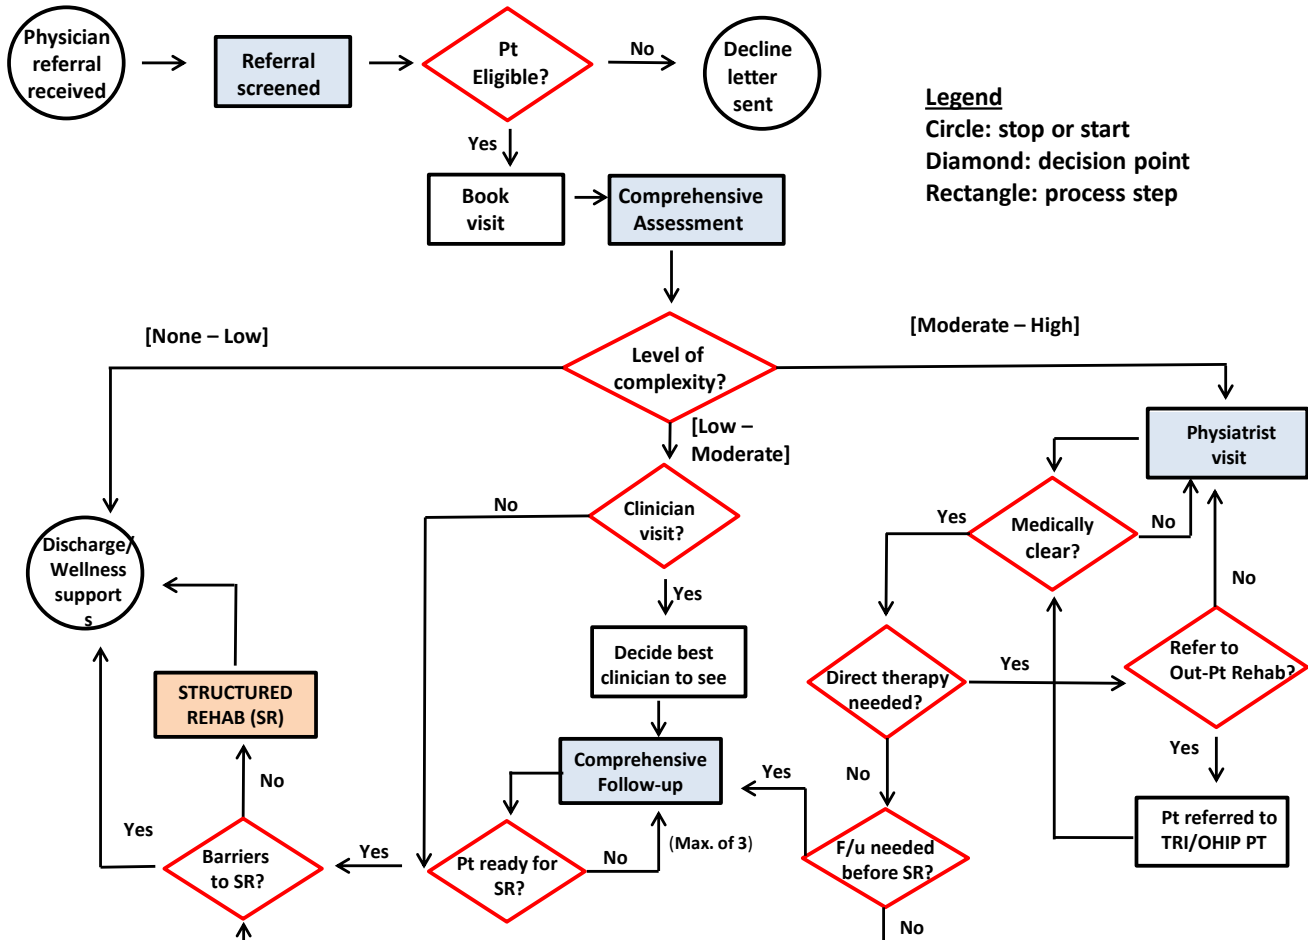 Physician
referral
received
Referral
screened
Pt
Eligible?
No
Decline
letter
sent
Legend
Circle: stop or start
Diamond: decision point
Rectangle: process step
Yes
Book
visit
Comprehensive
Assessment
[None – Low]
Level of
complexity?
[Moderate – High]
[Low –
Moderate]
Physiatrist
visit
No
Clinician
visit?
Yes
Medically
clear?
No
Discharge/
Wellness
support
s
Yes
No
Decide best
clinician to see
Direct therapy
needed?
Yes
Refer to
Out-Pt Rehab?
STRUCTURED
REHAB (SR)
Comprehensive
Follow-up
Yes
No
Yes
No
Yes
Barriers
to SR?
Yes
Pt ready for
SR?
No
(Max. of 3)
F/u needed
before SR?
Pt referred to
TRI/OHIP PT
No